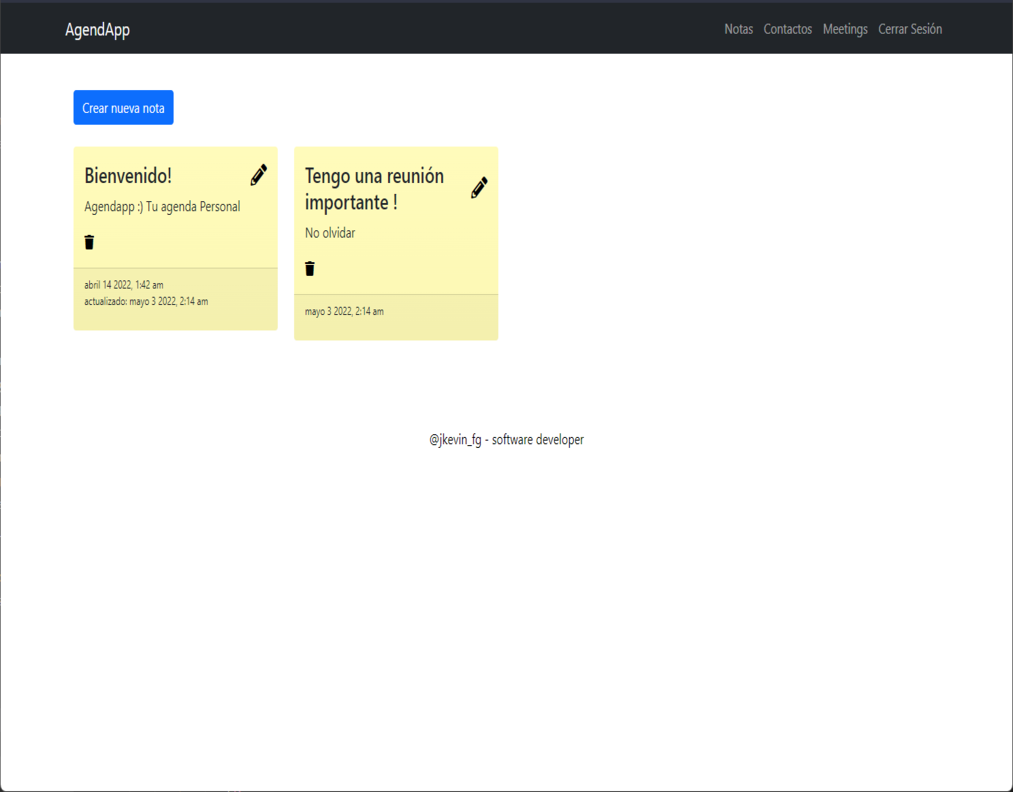 AgendApp
Notas Contactos Meetings Cerrar Sesión
Crear nueva nota
Bienvenido!
Agendapp :) Tu agenda Personal
abril 14 2022, 1:42 am
actualizado: mayo 3 2022, 2:14 am
Tengo una reunión
importante !
No olvidar
mayo 3 2022, 2:14 am
@jkevin_fg - software developer